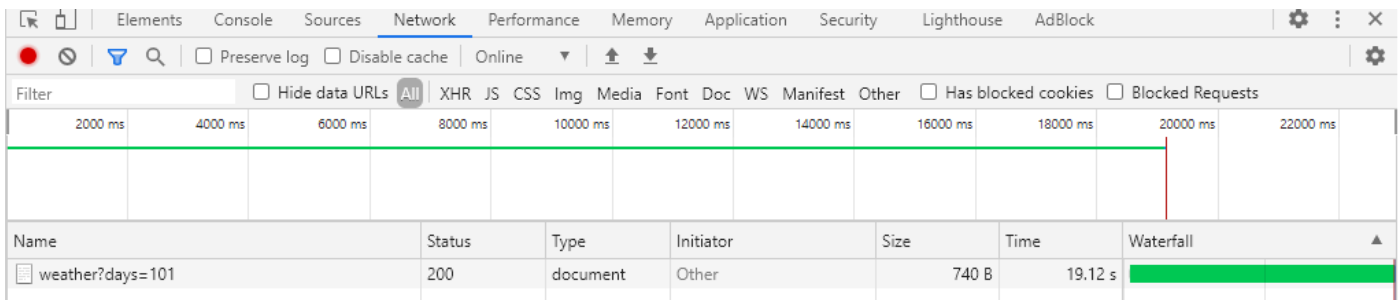 Elements Console Sources Network Performance Memory Application Security Lighthouse AdBlock
Preserve log Disable cache Online
Filter Hide data URLs All XHR JS CSS Img Media Font Doc WS Manifest Other Has blocked cookies Blocked Requests
2000 ms 4000 ms 6000 ms 8000 ms 10000 ms 12000 ms 14000 ms 16000 ms 18000 ms 20000 ms 22000 ms
Name Status Type Initiator Size Time Waterfall
weather?days=101 200 document Other 740 B 19.12 s